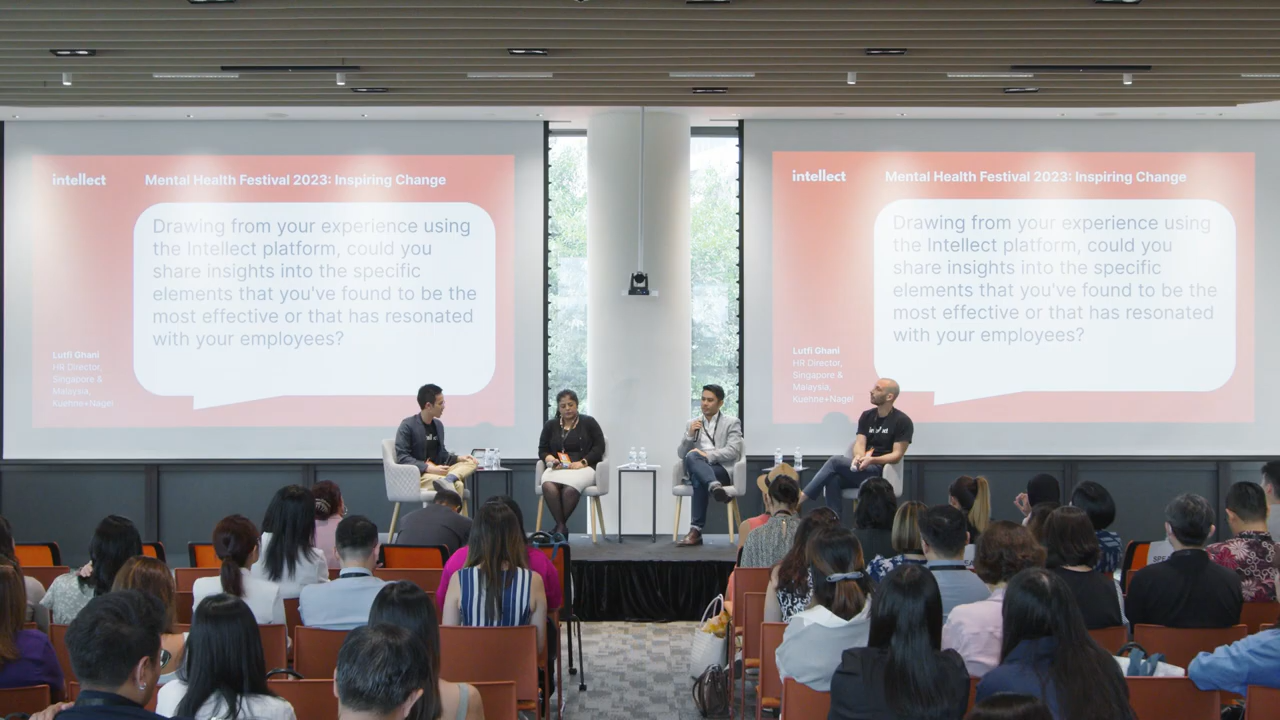 intellect
Mental Health Festival 2023: Inspiring Change
Drawing from your experience using
the Intellect platform, could you
share insights into the specific
elements that you've found to be the
most effective or that has resonated
with your employees?
Lutfi Ghani
HR Director,
Singapore &
Malaysia,
Kuehne+Nagel
intellect
Mental Health Festival 2023: Inspiring Change
Drawing from your experience using
the Intellect platform, could you
share insights into the specific
elements that you've found to be the
most effective or that has resonated
with your employees?
Lutfi Ghani
HR Director,
Singapore &
Malaysia,
Kuehne+Nagel